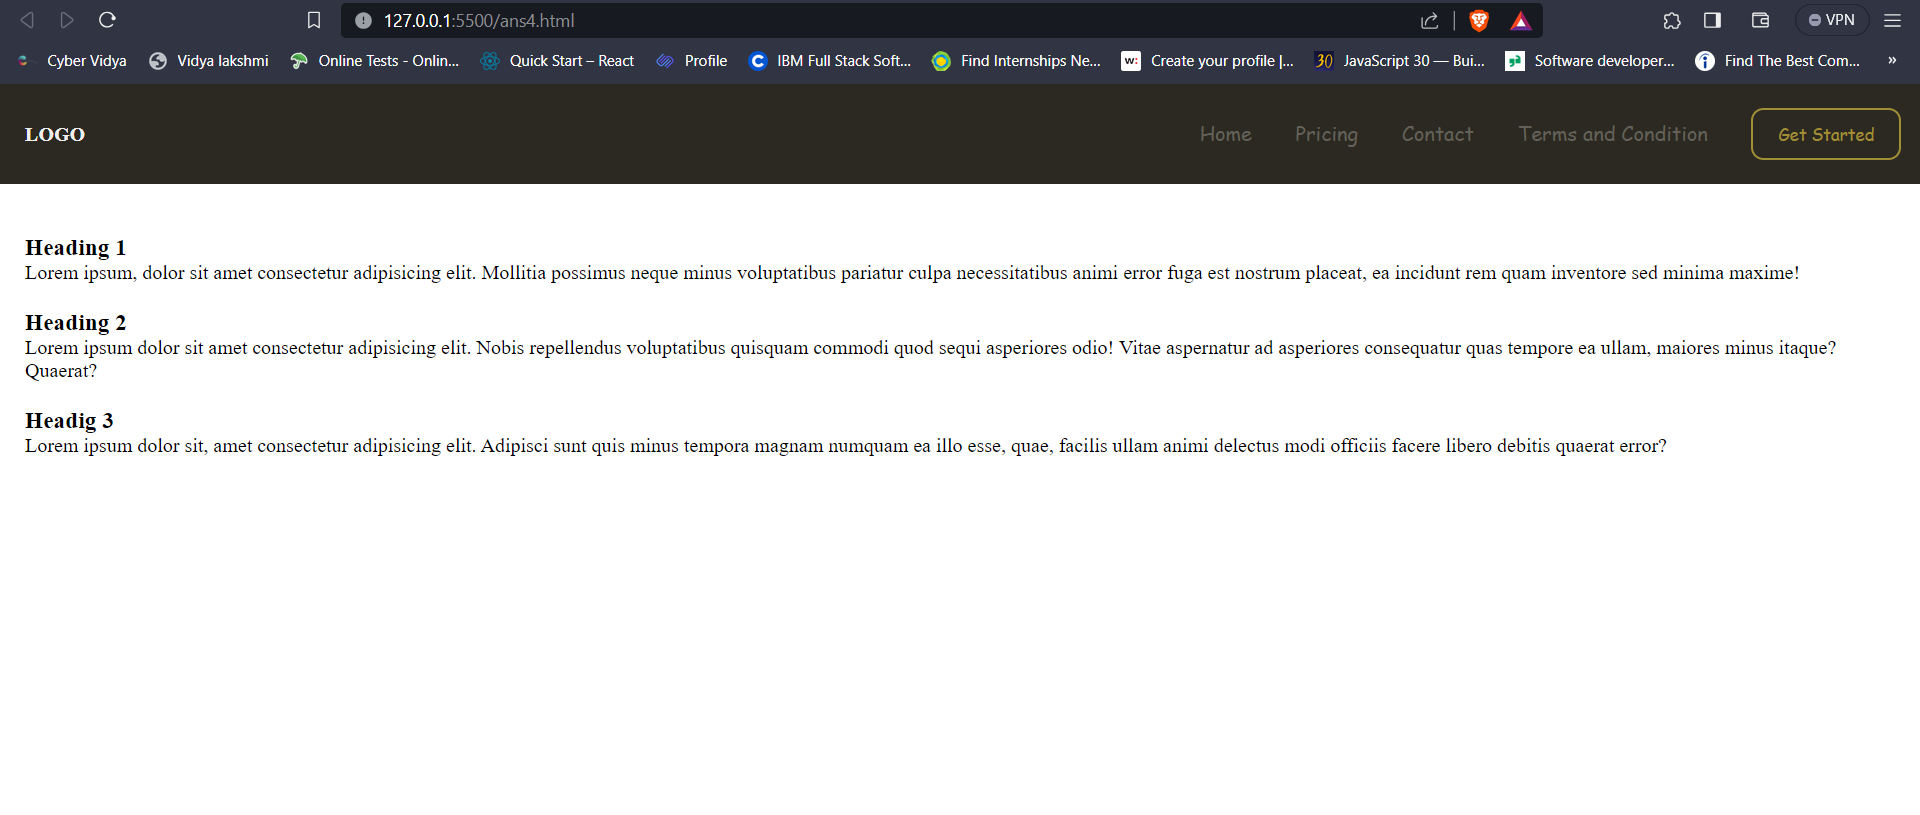 127.0.0.1:5500/ans4.html
VPN
Cyber Vidya Vidya lakshmi Online Tests - Onlin... Quick Start – React Profile IBM Full Stack Soft... Find Internships Ne... w: Create your profile |... 30 JavaScript 30 — Bui... Software developer... Find The Best Com... »
LOGO Home Pricing Contact Terms and Condition Get Started
Heading 1
Lorem ipsum, dolor sit amet consectetur adipisicing elit. Mollitia possimus neque minus voluptatibus pariatur culpa necessitatibus animi error fuga est nostrum placeat, ea incidunt rem quam inventore sed minima maxime!
Heading 2
Lorem ipsum dolor sit amet consectetur adipisicing elit. Nobis repellendus voluptatibus quisquam commodi quod sequi asperiores odio! Vitae aspernatur ad asperiores consequatur quas tempore ea ullam, maiores minus itaque?
Quaerat?
Headig 3
Lorem ipsum dolor sit, amet consectetur adipisicing elit. Adipisci sunt quis minus tempora magnam numquam ea illo esse, quae, facilis ullam animi delectus modi officiis facere libero debitis quaerat error?